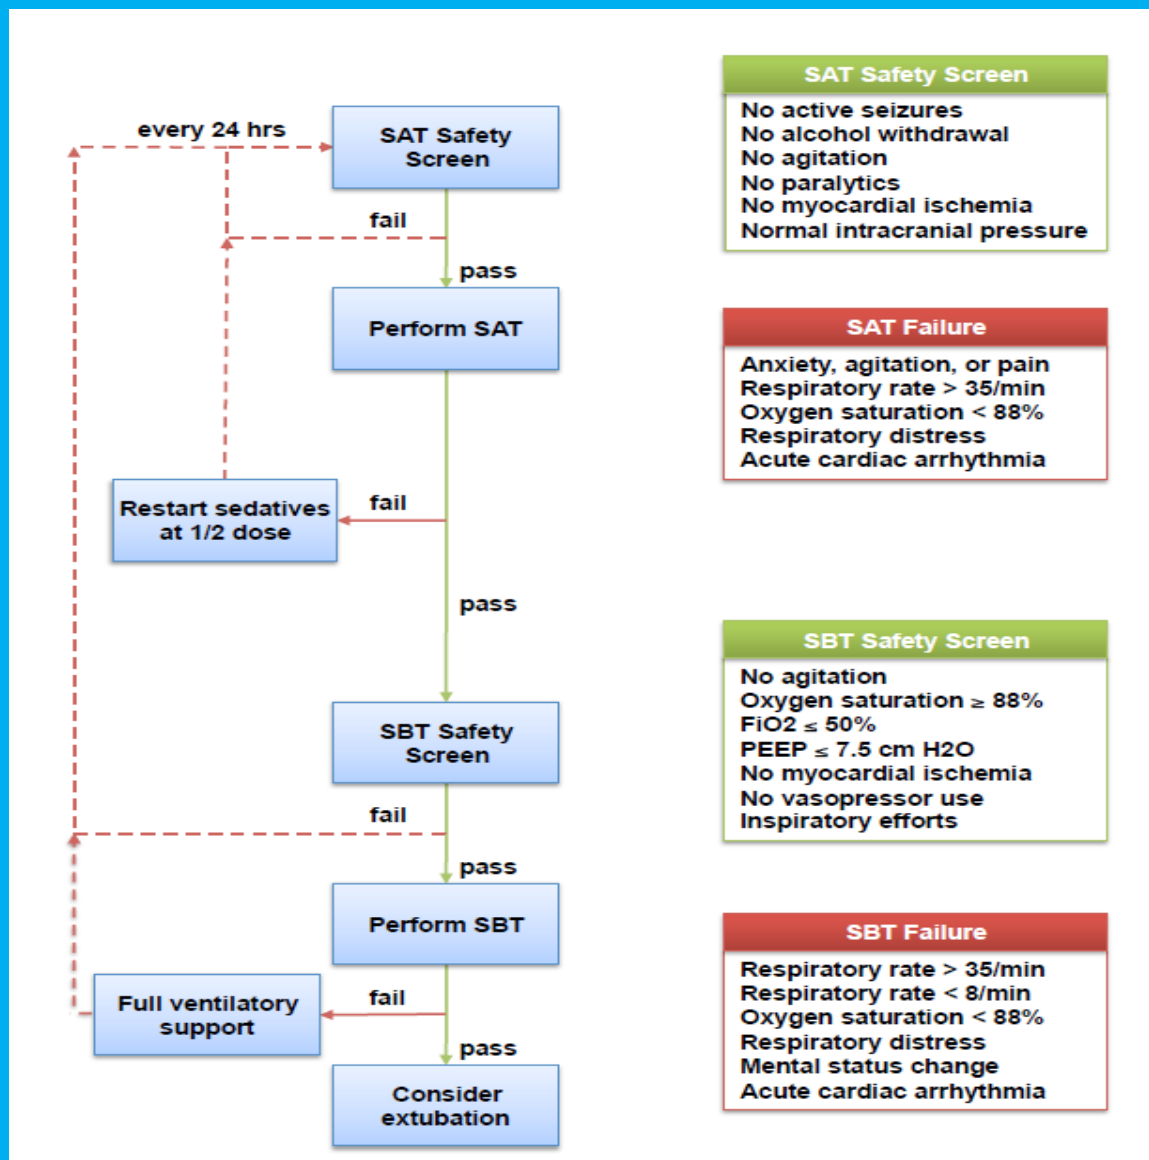 every 24 hrs
SAT Safety
Screen
fail
pass
Perform SAT
Restart sedatives
at 1/2 dose
fail
pass
SBT Safety
Screen
fail
pass
Perform SBT
Full ventilatory
support
fail
pass
Consider
extubation
SAT Safety Screen
No active seizures
No alcohol withdrawal
No agitation
No paralytics
No myocardial ischemia
Normal intracranial pressure
SAT Failure
Anxiety, agitation, or pain
Respiratory rate > 35/min
Oxygen saturation < 88%
Respiratory distress
Acute cardiac arrhythmia
SBT Safety Screen
No agitation
Oxygen saturation ≥ 88%
FiO2 ≤ 50%
PEEP ≤ 7.5 cm H2O
No myocardial ischemia
No vasopressor use
Inspiratory efforts
SBT Failure
Respiratory rate > 35/min
Respiratory rate < 8/min
Oxygen saturation < 88%
Respiratory distress
Mental status change
Acute cardiac arrhythmia